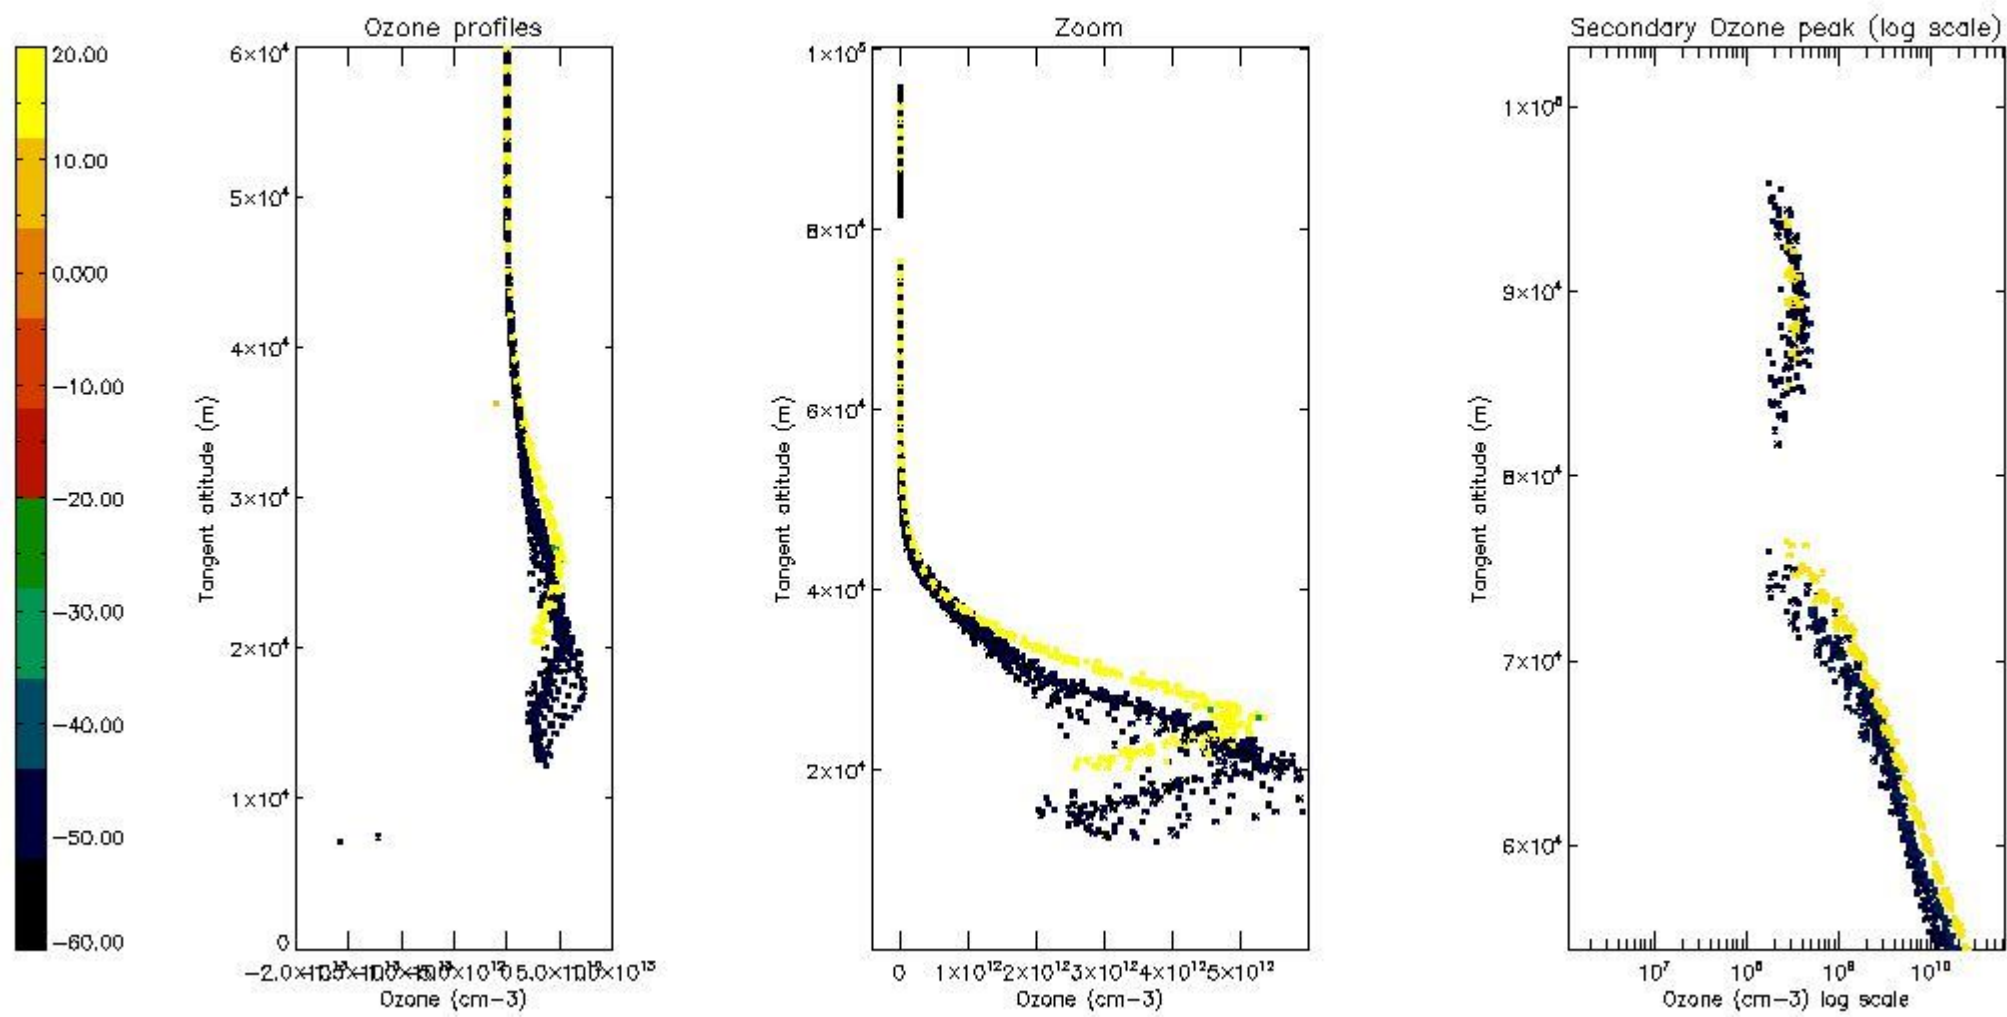 Ozone profiles
Zoom
Secondary Ozone peak (log scale)
20.00
10.00
0.000
−10.00
−20.00
−30.00
−40.00
−50.00
−60.00
6×10⁴
5×10⁴
4×10⁴
3×10⁴
2×10⁴
1×10⁴
0
Tangent altitude (m)
5.0×10¹²
Ozone (cm−3)
1×10⁵
8×10⁴
6×10⁴
4×10⁴
2×10⁴
Tangent altitude (m)
0 1×10¹² 2×10¹² 3×10¹² 4×10¹² 5×10¹²
Ozone (cm−3)
9×10⁴
8×10⁴
7×10⁴
6×10⁴
Tangent altitude (m)
10⁷ 10⁸ 10⁹ 10¹⁰
Ozone (cm−3) log scale